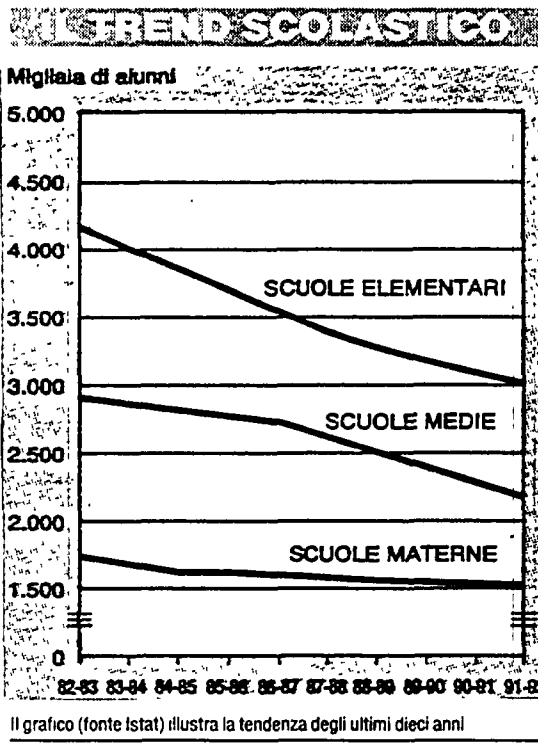 IL TREND SCOLASTICO
Migliaia di alunni
5.000
4.500
4.000
SCUOLE ELEMENTARI
3.500
3.000
SCUOLE MEDIE
2.500
2.000
SCUOLE MATERNE
1.500
0
82-83 83-84 84-85 85-86 86-87 87-88 88-89 89-90 90-91 91-92
Il grafico (fonte Istat) illustra la tendenza degli ultimi dieci anni